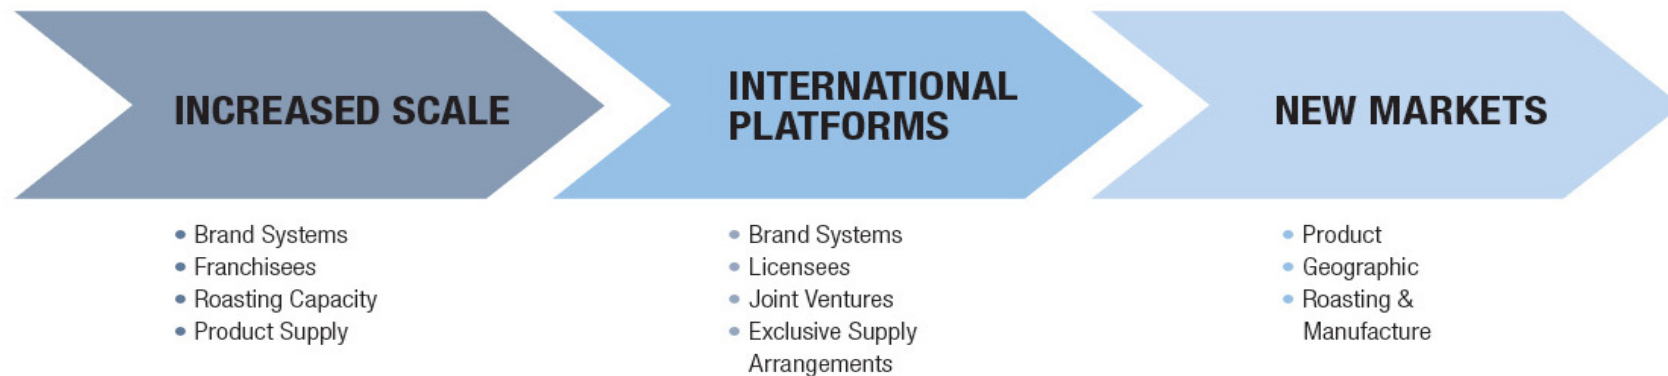 INCREASED SCALE
• Brand Systems
• Franchisees
• Roasting Capacity
• Product Supply
INTERNATIONAL
PLATFORMS
• Brand Systems
• Licensees
• Joint Ventures
• Exclusive Supply
Arrangements
NEW MARKETS
• Product
• Geographic
• Roasting &
Manufacture